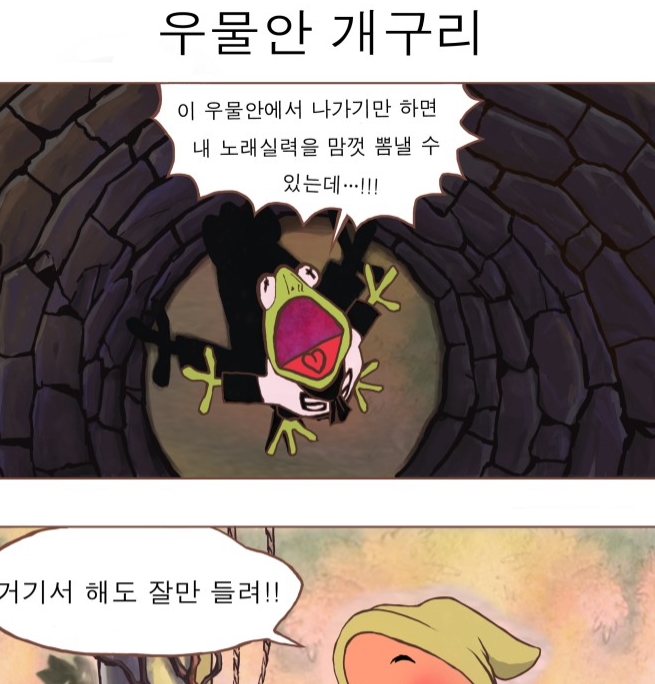 우물안 개구리
이 우물안에서 나가기만 하면
내 노래실력을 맘껏 뽐낼 수
있는데…!!!
거기서 해도 잘만 들려!!